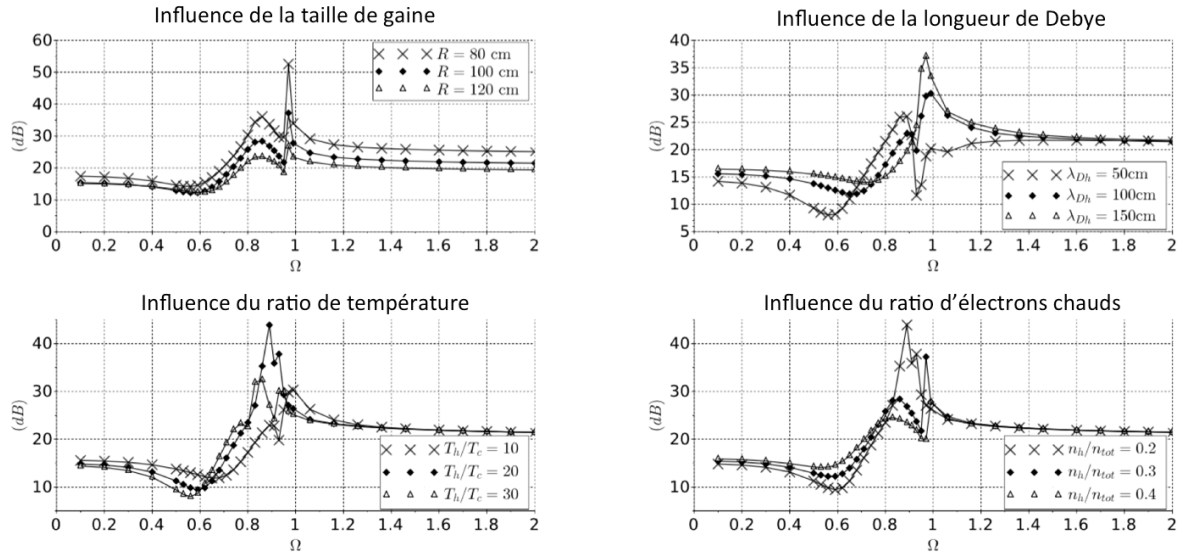 Influence de la taille de gaine
60
50
40
30
20
10
0
(dB)
R = 80 cm
R = 100 cm
R = 120 cm
0 0.2 0.4 0.6 0.8 1 1.2 1.4 1.6 1.8 2
Ω
Influence de la longueur de Debye
40
35
30
25
20
15
10
5
(dB)
λDh = 50cm
λDh = 100cm
λDh = 150cm
0 0.2 0.4 0.6 0.8 1 1.2 1.4 1.6 1.8 2
Ω
Influence du ratio de température
40
30
20
10
(dB)
Th/Tc = 10
Th/Tc = 20
Th/Tc = 30
0 0.2 0.4 0.6 0.8 1 1.2 1.4 1.6 1.8 2
Ω
Influence du ratio d’électrons chauds
40
30
20
10
(dB)
nh/ntot = 0.2
nh/ntot = 0.3
nh/ntot = 0.4
0 0.2 0.4 0.6 0.8 1 1.2 1.4 1.6 1.8 2
Ω